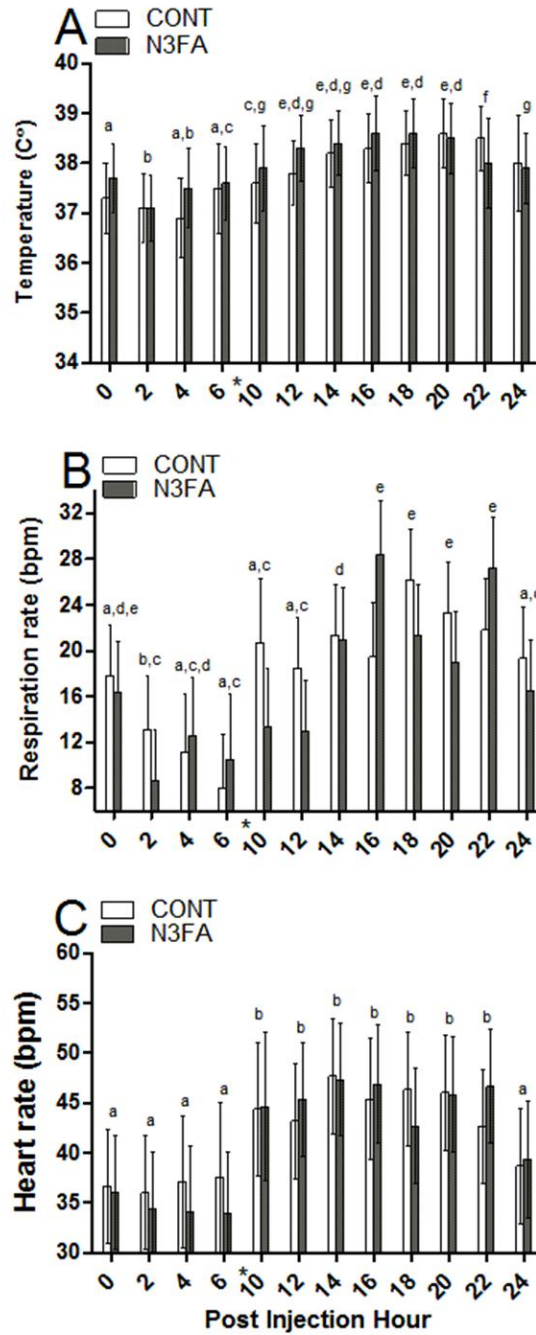 A
CONT
N3FA
Temperature (C°)
40
39
38
37
36
35
34
a
b
a,b
a,c
c,g
e,d,g
e,d,g
e,d
e,d
e,d
f
g
0 2 4 6 * 10 12 14 16 18 20 22 24
B
CONT
N3FA
Respiration rate (bpm)
32
28
24
20
16
12
8
a,d,e
b,c
a,c,d
a,c
a,c
a,c
d
e
e
e
e
0 2 4 6 * 10 12 14 16 18 20 22 24
C
CONT
N3FA
Heart rate (bpm)
60
55
50
45
40
35
30
a
a
a
a
b
b
b
b
b
b
b
a
0 2 4 6 * 10 12 14 16 18 20 22 24
Post Injection Hour